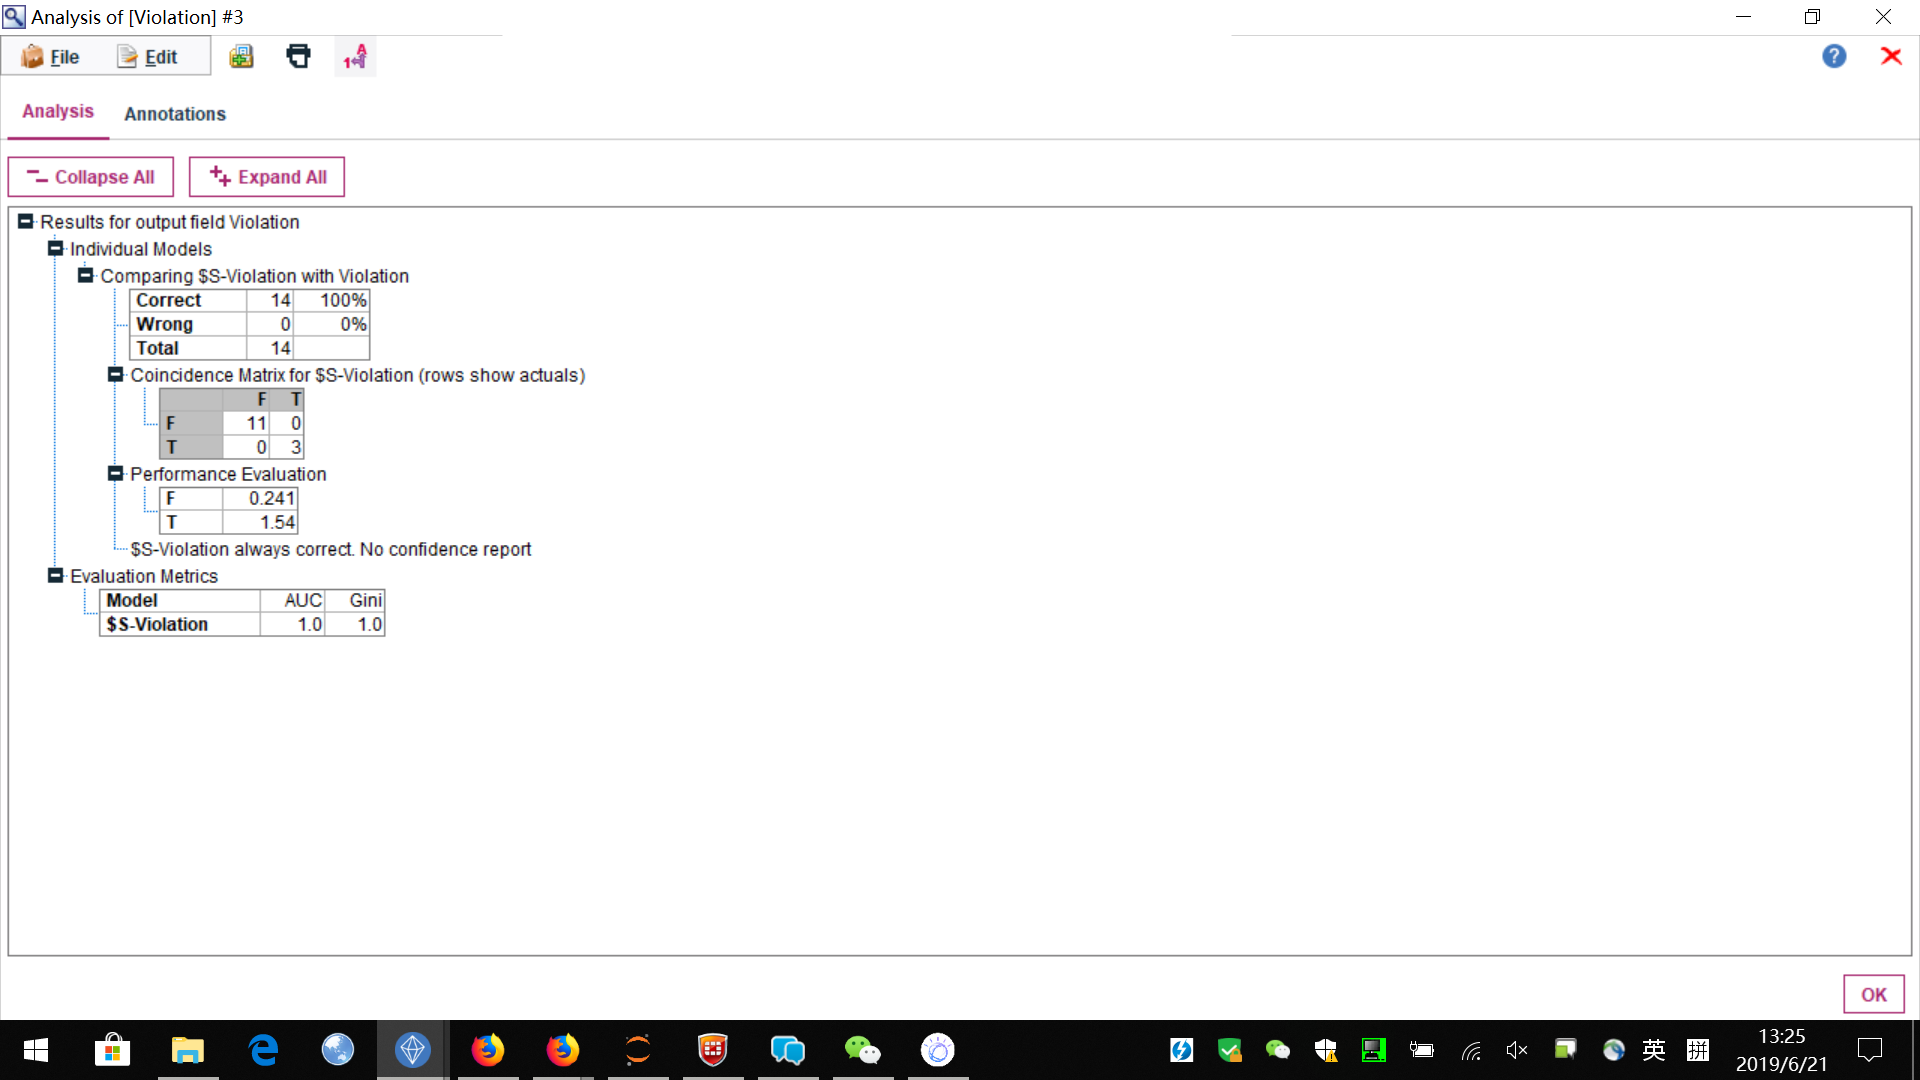 Analysis of [Violation] #3
File Edit
Analysis Annotations
Collapse All Expand All
Results for output field Violation
Individual Models
Comparing $S-Violation with Violation
Correct 14 100%
Wrong 0 0%
Total 14
Coincidence Matrix for $S-Violation (rows show actuals)
F T
F 11 0
T 0 3
Performance Evaluation
F 0.241
T 1.54
$S-Violation always correct. No confidence report
Evaluation Metrics
Model AUC Gini
$S-Violation 1.0 1.0
OK
英 拼
13:25
2019/6/21